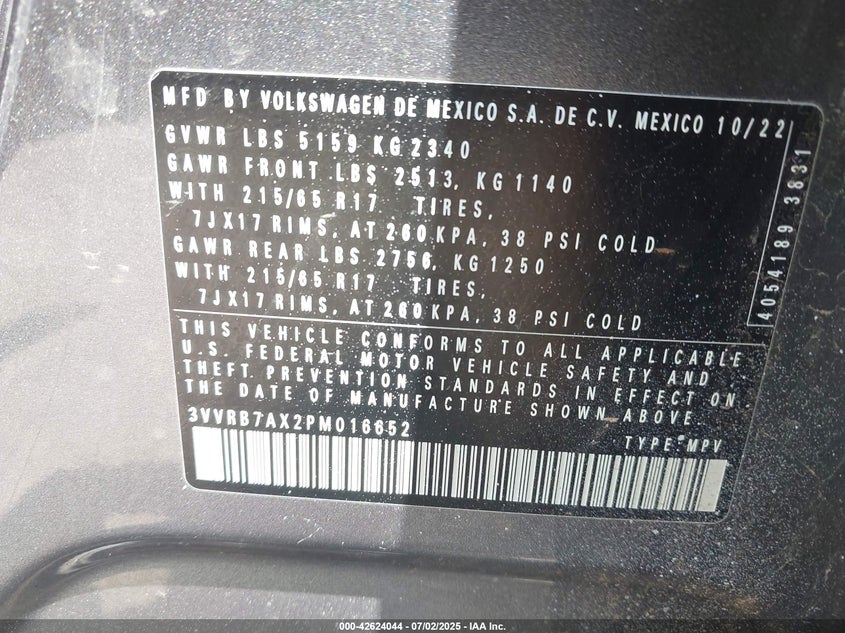 MFD BY VOLKSWAGEN DE MEXICO S.A. DE C.V. MEXICO 10/22
GVWR LBS 5159 KG 2340
GAWR FRONT LBS 2513, KG 1140
WITH 215/65 R17 TIRES,
7JX17 RIMS, AT 260 KPA, 38 PSI COLD
GAWR REAR LBS 2756, KG 1250
WITH 215/65 R17 TIRES,
7JX17 RIMS, AT 260 KPA, 38 PSI COLD
4054189 3831
THIS VEHICLE CONFORMS TO ALL APPLICABLE
U.S. FEDERAL MOTOR VEHICLE SAFETY AND
THEFT PREVENTION STANDARDS IN EFFECT ON
THE DATE OF MANUFACTURE SHOWN ABOVE
3VVRB7AX2PM016652
TYPE: MPV
000-42624044 - 07/02/2025 - IAA Inc.